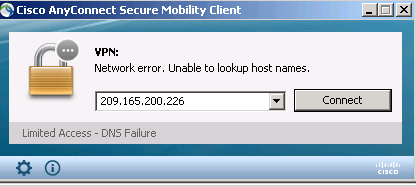 Cisco AnyConnect Secure Mobility Client
VPN:
Network error. Unable to lookup host names.
209.165.200.226
Connect
Limited Access - DNS Failure
CISCO